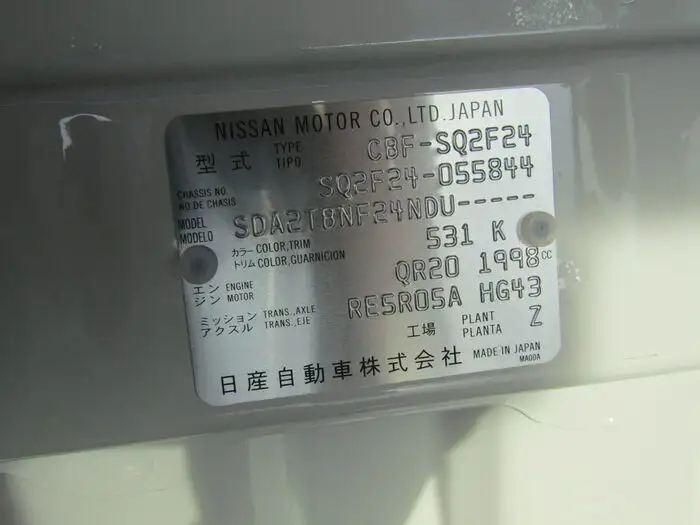 NISSAN MOTOR CO.,LTD.JAPAN
型式 TYPE TIPO CBF-SQ2F24
CHASSIS NO. NO DE CHASIS SQ2F24-055844
MODEL MODELO SDA2T8NF24NDU-----
カラー COLOR,TRIM トリム COLOR,GUARNICION 531 K
エンジン ENGINE MOTOR QR20 1998cc
ミッション アクスル TRANS.,AXLE TRANS.,EJE RE5R05A HG43
工場 PLANT PLANTA Z
日産自動車株式会社 MADE IN JAPAN
MA00A